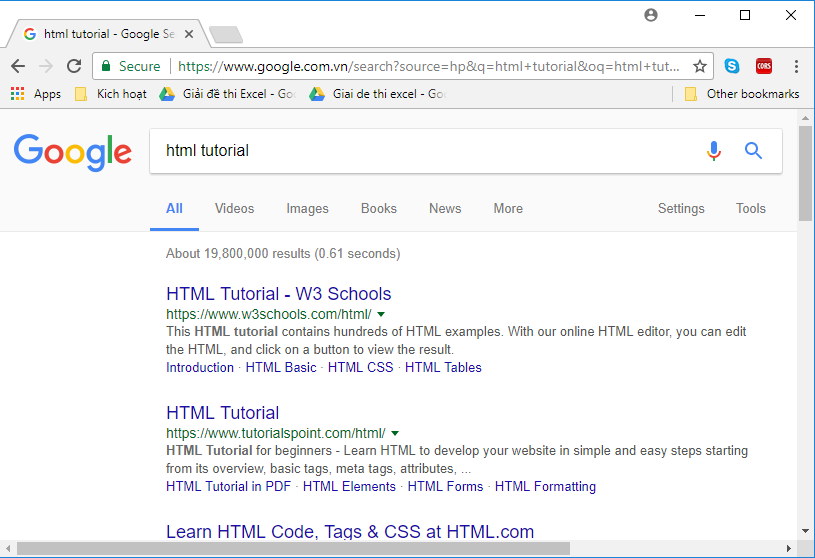 html tutorial - Google Se
Secure https://www.google.com.vn/search?source=hp&q=html+tutorial&oq=html+tut...
CORS
Apps Kích hoạt Giải đề thi Excel - Goo Giai de thi excel - Goo Other bookmarks
Google html tutorial
All Videos Images Books News More Settings Tools
About 19,800,000 results (0.61 seconds)
HTML Tutorial - W3 Schools
https://www.w3schools.com/html/
This HTML tutorial contains hundreds of HTML examples. With our online HTML editor, you can edit
the HTML, and click on a button to view the result.
Introduction · HTML Basic · HTML CSS · HTML Tables
HTML Tutorial
https://www.tutorialspoint.com/html/
HTML Tutorial for beginners - Learn HTML to develop your website in simple and easy steps starting
from its overview, basic tags, meta tags, attributes, ...
HTML Tutorial in PDF · HTML Elements · HTML Forms · HTML Formatting
Learn HTML Code, Tags & CSS at HTML.com